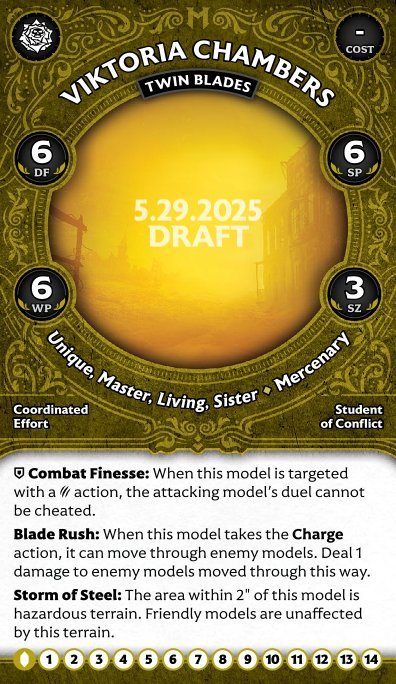 M
VIKTORIA CHAMBERS
TWIN BLADES
-
COST
6
DF
6
SP
5.29.2025
DRAFT
6
WP
3
SZ
Unique, Master, Living, Sister ♦ Mercenary
Coordinated
Effort
Student
of Conflict
Combat Finesse: When this model is targeted
with a action, the attacking model's duel cannot
be cheated.
Blade Rush: When this model takes the Charge
action, it can move through enemy models. Deal 1
damage to enemy models moved through this way.
Storm of Steel: The area within 2" of this model is
hazardous terrain. Friendly models are unaffected
by this terrain.
1 2 3 4 5 6 7 8 9 10 11 12 13 14